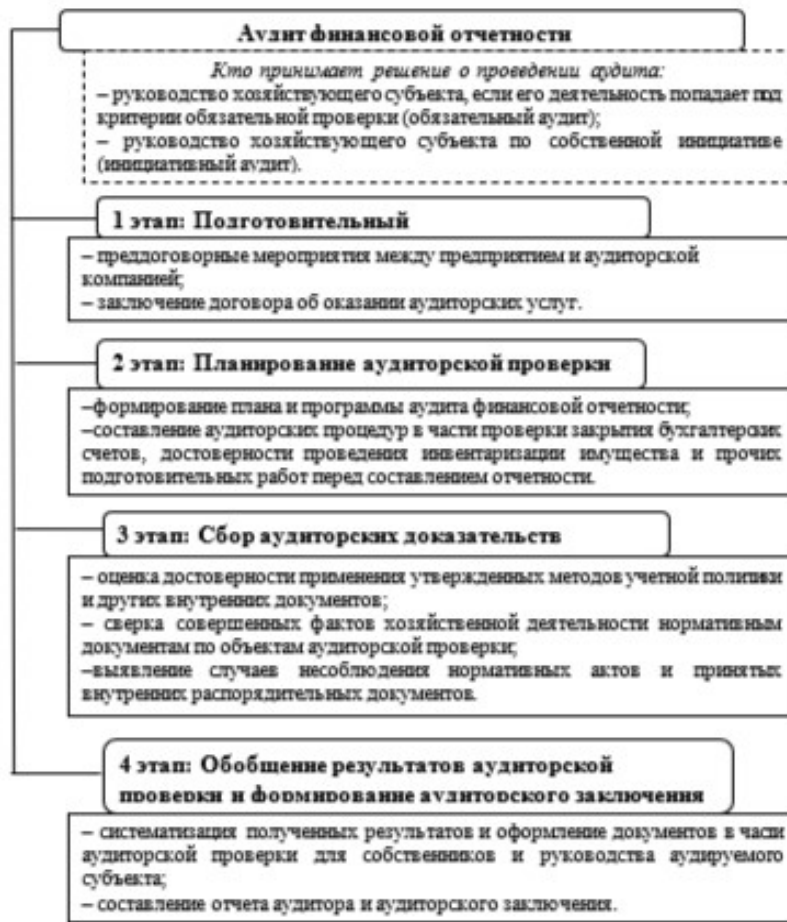 Аудит финансовой отчетности
Кто принимает решение о проведении аудита:
– руководство хозяйствующего субъекта, если его деятельность попадает под
критерии обязательной проверки (обязательный аудит);
– руководство хозяйствующего субъекта по собственной инициативе
(инициативный аудит).
1 этап: Подготовительный
– преддоговорные мероприятия между предприятием и аудиторской
компанией;
– заключение договора об оказании аудиторских услуг.
2 этап: Планирование аудиторской проверки
–формирование плана и программы аудита финансовой отчетности;
–составление аудиторских процедур в части проверки закрытия бухгалтерских
счетов, достоверности проведения инвентаризации имущества и прочих
подготовительных работ перед составлением отчетности.
3 этап: Сбор аудиторских доказательств
– оценка достоверности применения утвержденных методов учетной политики
и других внутренних документов;
– сверка совершенных фактов хозяйственной деятельности нормативным
документам по объектам аудиторской проверки;
–выявление случаев несоблюдения нормативных актов и принятых
внутренних распорядительных документов.
4 этап: Обобщение результатов аудиторской
проверки и формирование аудиторского заключения
– систематизация полученных результатов и оформление документов в части
аудиторской проверки для собственников и руководства аудируемого
субъекта;
– составление отчета аудитора и аудиторского заключения.